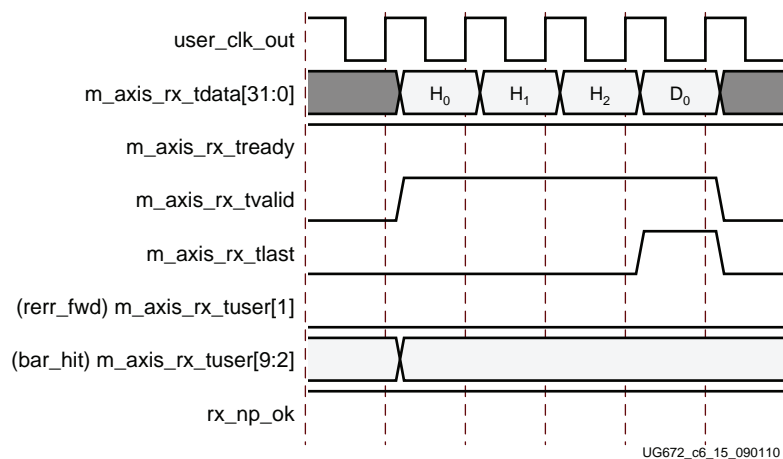 user_clk_out
m_axis_rx_tdata[31:0] H0 H1 H2 D0
m_axis_rx_tready
m_axis_rx_tvalid
m_axis_rx_tlast
(rerr_fwd) m_axis_rx_tuser[1]
(bar_hit) m_axis_rx_tuser[9:2]
rx_np_ok
UG672_c6_15_090110